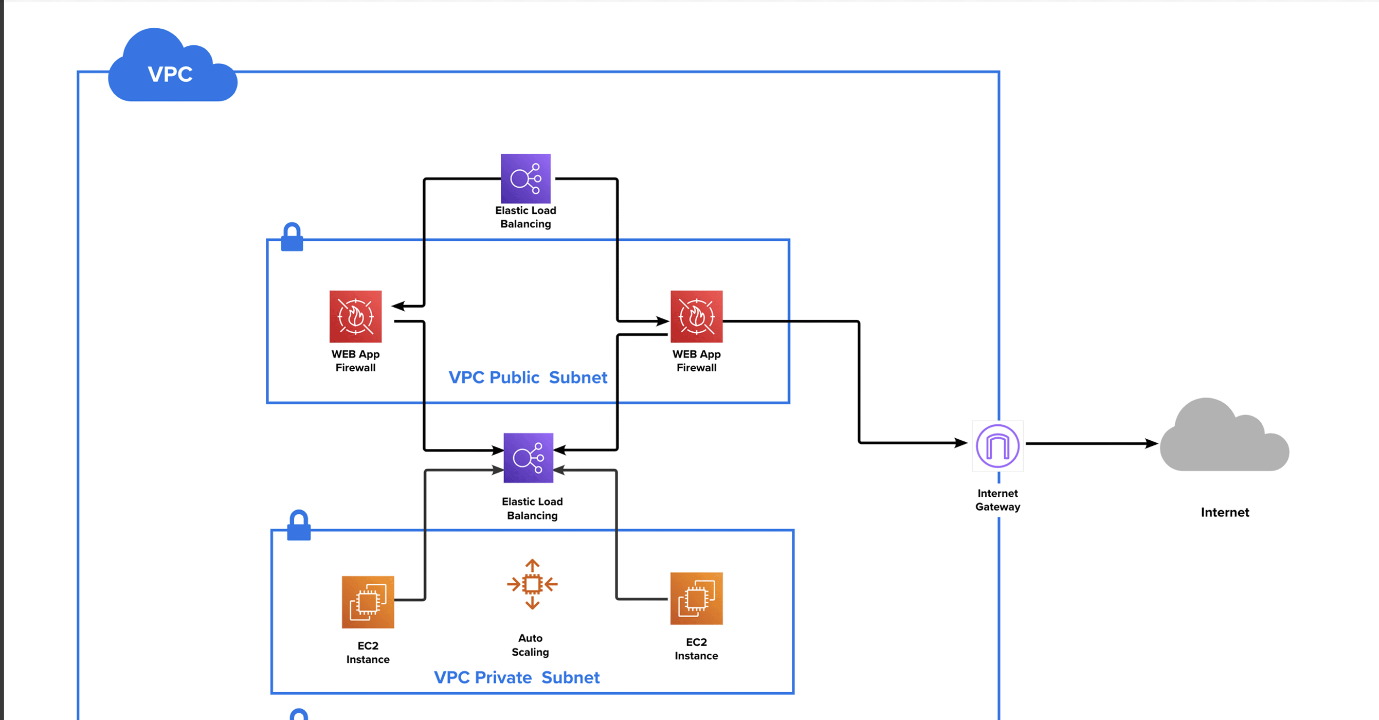 VPC
Elastic Load
Balancing
WEB App
Firewall
WEB App
Firewall
VPC Public Subnet
Elastic Load
Balancing
Internet
Gateway
Internet
EC2
Instance
Auto
Scaling
EC2
Instance
VPC Private Subnet